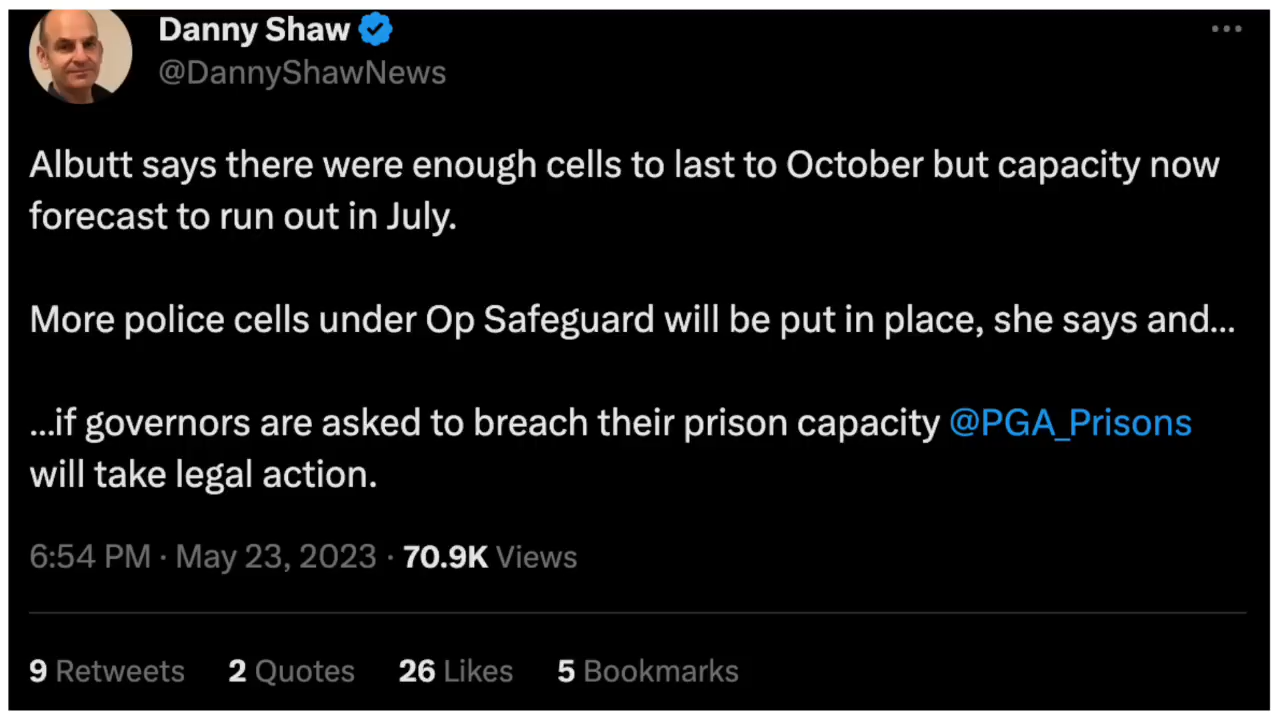 Danny Shaw
@DannyShawNews
Albutt says there were enough cells to last to October but capacity now
forecast to run out in July.
More police cells under Op Safeguard will be put in place, she says and...
...if governors are asked to breach their prison capacity @PGA_Prisons
will take legal action.
6:54 PM · May 23, 2023 · 70.9K Views
9 Retweets 2 Quotes 26 Likes 5 Bookmarks